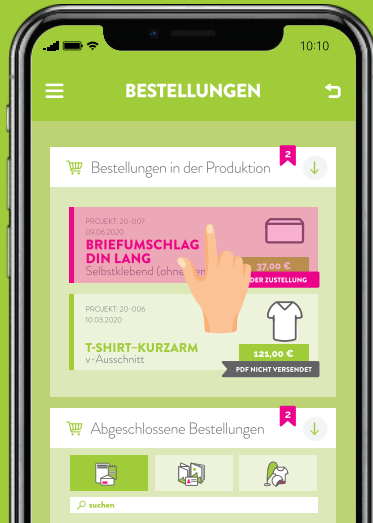 10:10
BESTELLUNGEN
2
Bestellungen in der Produktion
PROJEKT: 20-007
09.06.2020
BRIEFUMSCHLAG
DIN LANG
Selbstklebend (ohne
37,00 €
DER ZUSTELLUNG
PROJEKT: 20-006
10.03.2020
T-SHIRT–KURZARM
v-Ausschnitt
121,00 €
PDF NICHT VERSENDET
2
Abgeschlossene Bestellungen
suchen